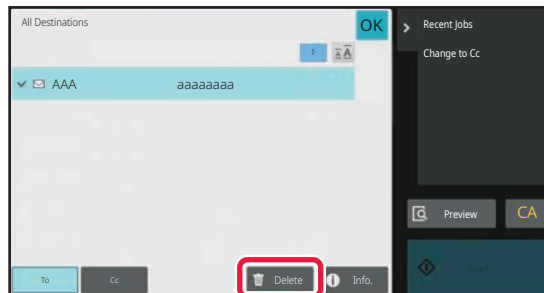 All Destinations
OK
1
A A
AAA aaaaaaaa
To
Cc
Delete
Info.
Recent Jobs
Change to Cc
Preview
CA
Start